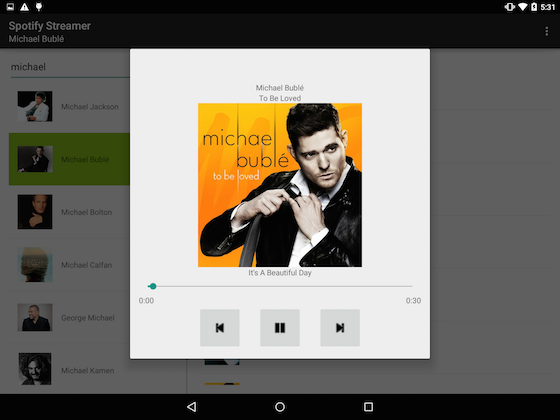 5:31
Spotify Streamer
Michael Bublé
michael
Michael Jackson
Michael Bublé
Michael Bolton
Michael Calfan
George Michael
Michael Kamen
Michael Bublé
To Be Loved
michael
bublé
to be loved
It's A Beautiful Day
0:00
0:30